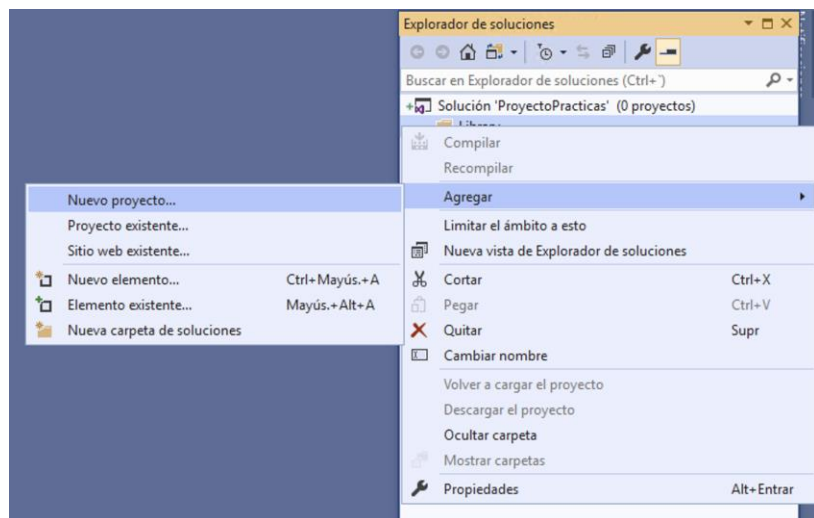 Explorador de soluciones
Buscar en Explorador de soluciones (Ctrl+`)
Solución 'ProyectoPracticas' (0 proyectos)
Library
Compilar
Recompilar
Agregar
Limitar el ámbito a esto
Nueva vista de Explorador de soluciones
Cortar Ctrl+X
Pegar Ctrl+V
Quitar Supr
Cambiar nombre
Volver a cargar el proyecto
Descargar el proyecto
Ocultar carpeta
Mostrar carpetas
Propiedades Alt+Entrar
Nuevo proyecto...
Proyecto existente...
Sitio web existente...
Nuevo elemento... Ctrl+Mayús.+A
Elemento existente... Mayús.+Alt+A
Nueva carpeta de soluciones